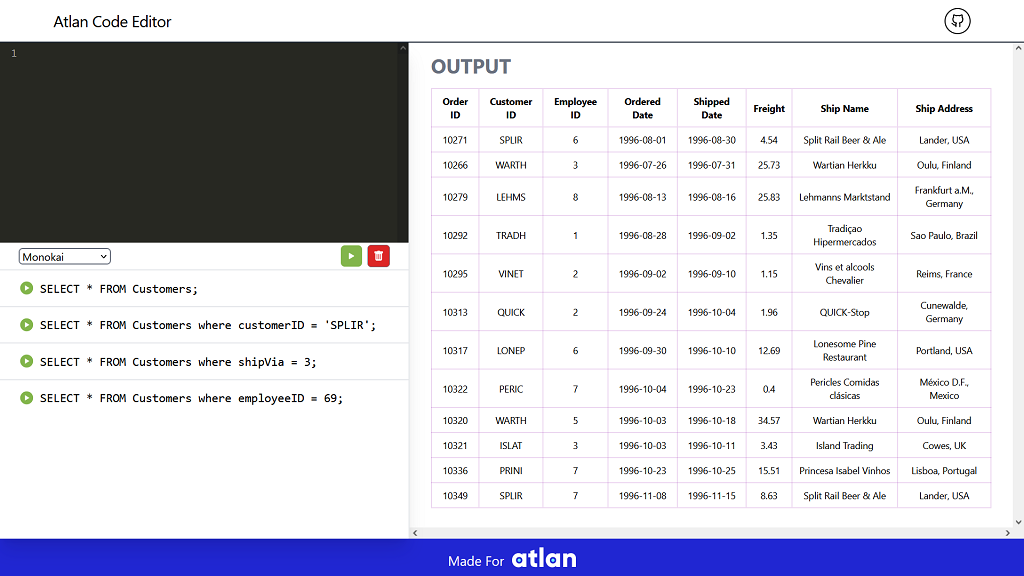 Atlan Code Editor
1
Monokai
SELECT * FROM Customers;
SELECT * FROM Customers where customerID = 'SPLIR';
SELECT * FROM Customers where shipVia = 3;
SELECT * FROM Customers where employeeID = 69;
OUTPUT
Order ID Customer ID Employee ID Ordered Date Shipped Date Freight Ship Name Ship Address
10271 SPLIR 6 1996-08-01 1996-08-30 4.54 Split Rail Beer & Ale Lander, USA
10266 WARTH 3 1996-07-26 1996-07-31 25.73 Wartian Herkku Oulu, Finland
10279 LEHMS 8 1996-08-13 1996-08-16 25.83 Lehmanns Marktstand Frankfurt a.M., Germany
10292 TRADH 1 1996-08-28 1996-09-02 1.35 Tradiçao Hipermercados Sao Paulo, Brazil
10295 VINET 2 1996-09-02 1996-09-10 1.15 Vins et alcools Chevalier Reims, France
10313 QUICK 2 1996-09-24 1996-10-04 1.96 QUICK-Stop Cunewalde, Germany
10317 LONEP 6 1996-09-30 1996-10-10 12.69 Lonesome Pine Restaurant Portland, USA
10322 PERIC 7 1996-10-04 1996-10-23 0.4 Pericles Comidas clásicas México D.F., Mexico
10320 WARTH 5 1996-10-03 1996-10-18 34.57 Wartian Herkku Oulu, Finland
10321 ISLAT 3 1996-10-03 1996-10-11 3.43 Island Trading Cowes, UK
10336 PRINI 7 1996-10-23 1996-10-25 15.51 Princesa Isabel Vinhos Lisboa, Portugal
10349 SPLIR 7 1996-11-08 1996-11-15 8.63 Split Rail Beer & Ale Lander, USA
Made For atlan